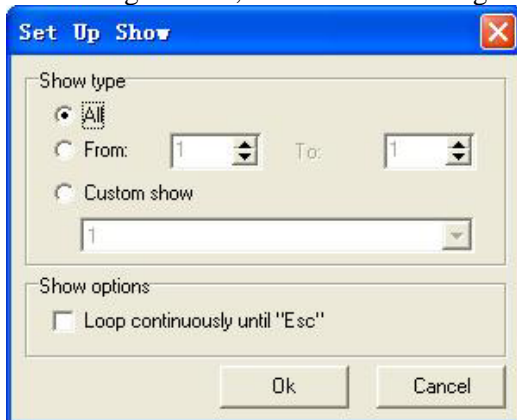 Set Up Show
Show type
All
From: 1 To: 1
Custom show
1
Show options
Loop continuously until "Esc"
Ok Cancel